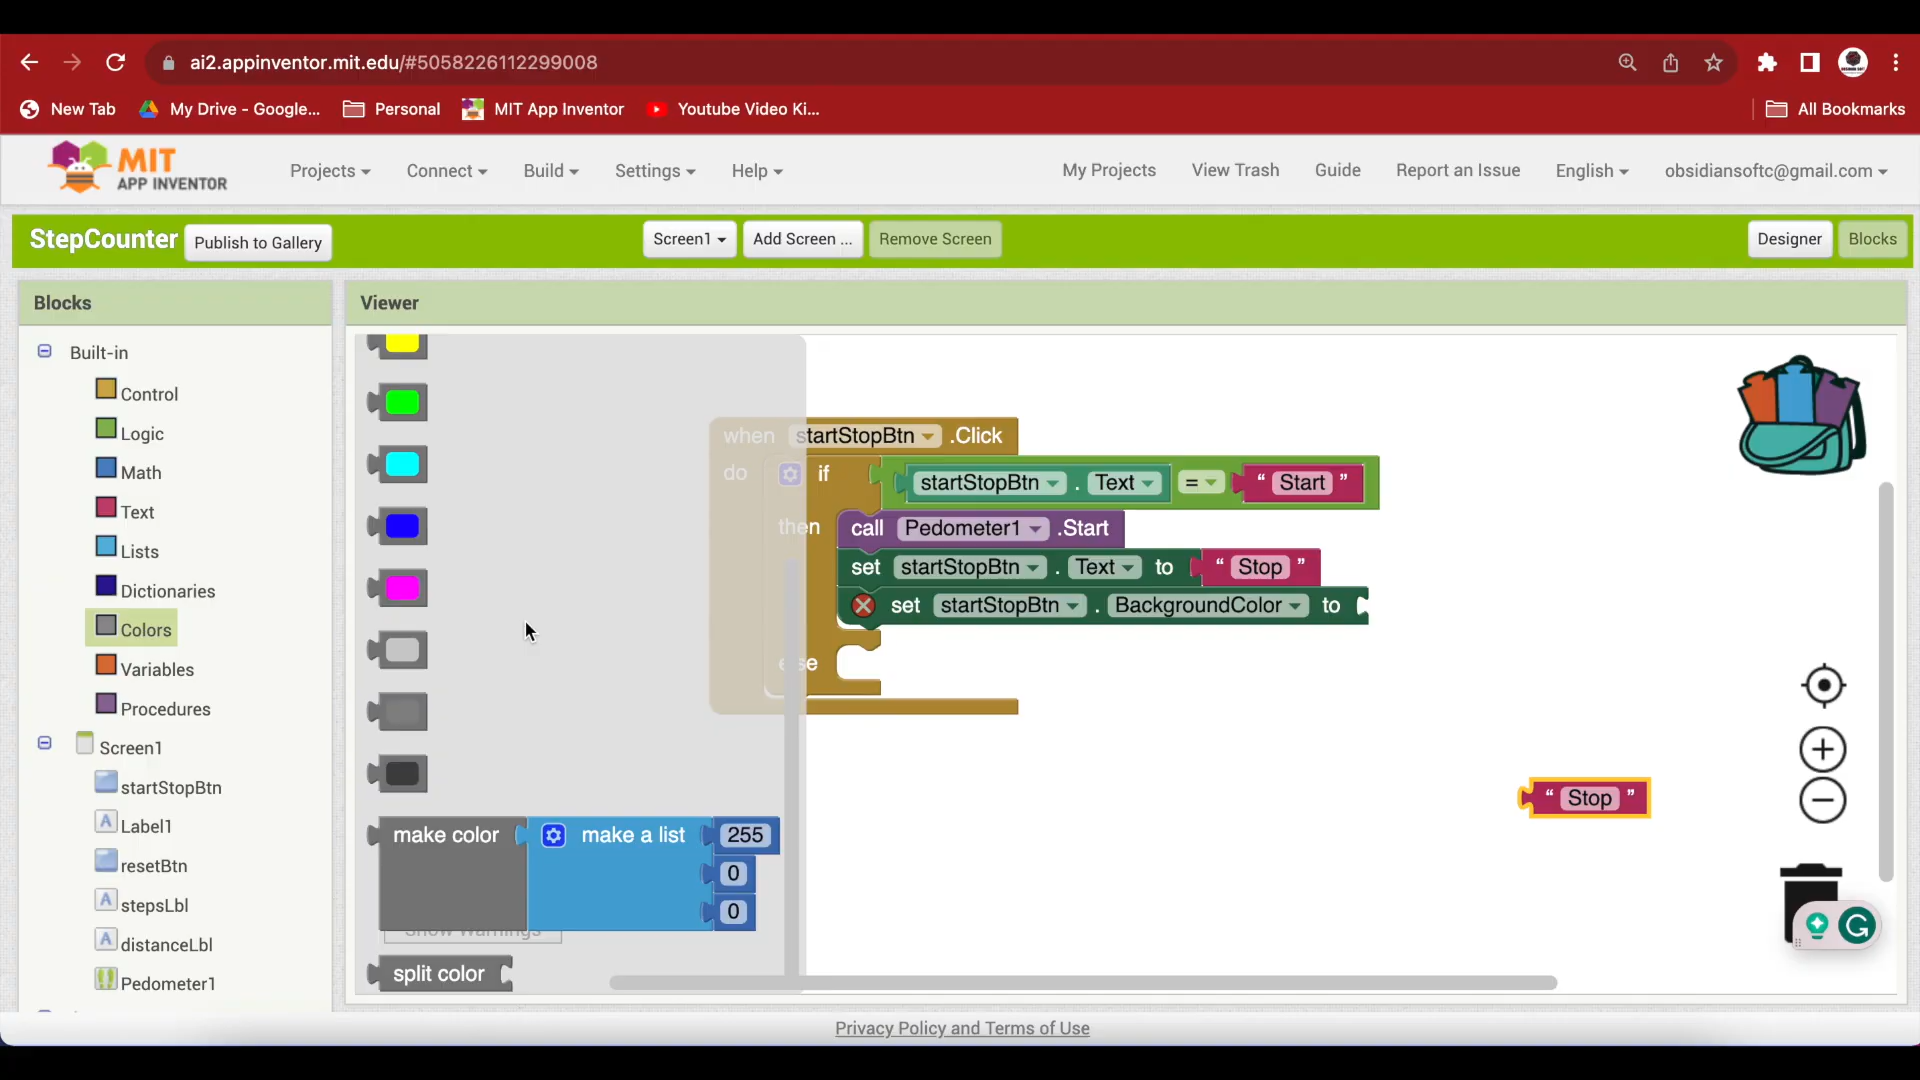 ai2.appinventor.mit.edu/#5058226112299008
New Tab
My Drive - Google...
Personal
MIT App Inventor
Youtube Video Ki...
All Bookmarks
MIT
APP INVENTOR
Projects
Connect
Build
Settings
Help
My Projects
View Trash
Guide
Report an Issue
English
obsidiansoftc@gmail.com
StepCounter
Publish to Gallery
Screen1
Add Screen ...
Remove Screen
Designer
Blocks
Blocks
Viewer
Built-in
Control
Logic
Math
Text
Lists
Dictionaries
Colors
Variables
Procedures
Screen1
startStopBtn
Label1
resetBtn
stepsLbl
distanceLbl
Pedometer1
when startStopBtn .Click
do if startStopBtn . Text = “ Start ”
then call Pedometer1 .Start
set startStopBtn . Text to “ Stop ”
set startStopBtn . BackgroundColor to
else
“ Stop ”
make color make a list 255
0
0
Show Warnings
split color
Privacy Policy and Terms of Use